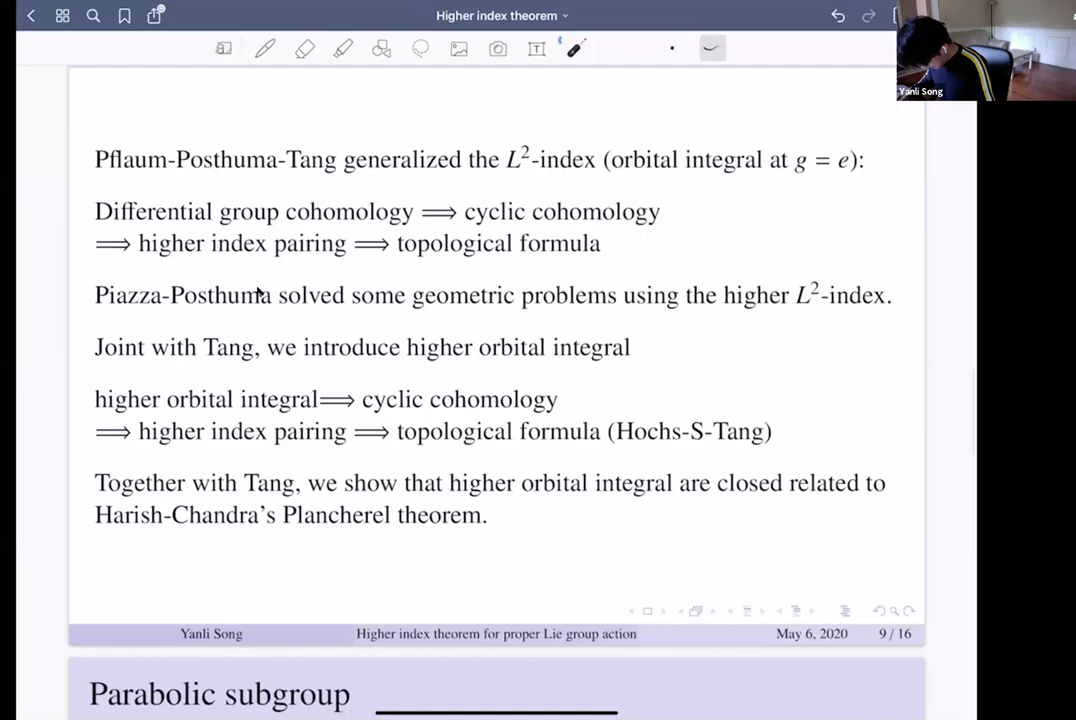 Higher index theorem
Yanli Song
Pflaum-Posthuma-Tang generalized the L²-index (orbital integral at g = e):
Differential group cohomology ⟹ cyclic cohomology
⟹ higher index pairing ⟹ topological formula
Piazza-Posthuma solved some geometric problems using the higher L²-index.
Joint with Tang, we introduce higher orbital integral
higher orbital integral⟹ cyclic cohomology
⟹ higher index pairing ⟹ topological formula (Hochs-S-Tang)
Together with Tang, we show that higher orbital integral are closed related to
Harish-Chandra's Plancherel theorem.
Yanli Song Higher index theorem for proper Lie group action May 6, 2020 9 / 16
Parabolic subgroup